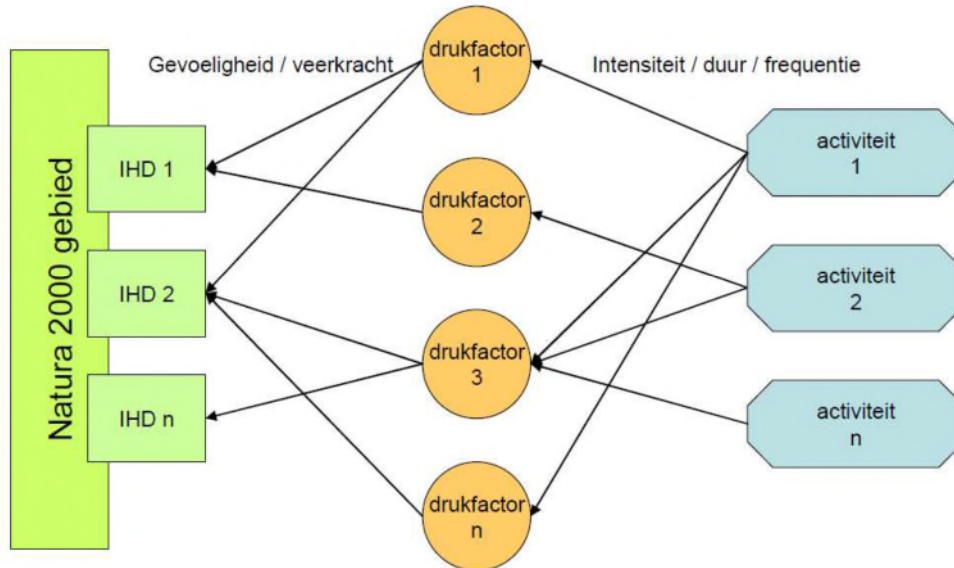 Natura 2000 gebied
Gevoeligheid / veerkracht
Intensiteit / duur / frequentie
IHD 1
IHD 2
IHD n
drukfactor
1
drukfactor
2
drukfactor
3
drukfactor
n
activiteit
1
activiteit
2
activiteit
n